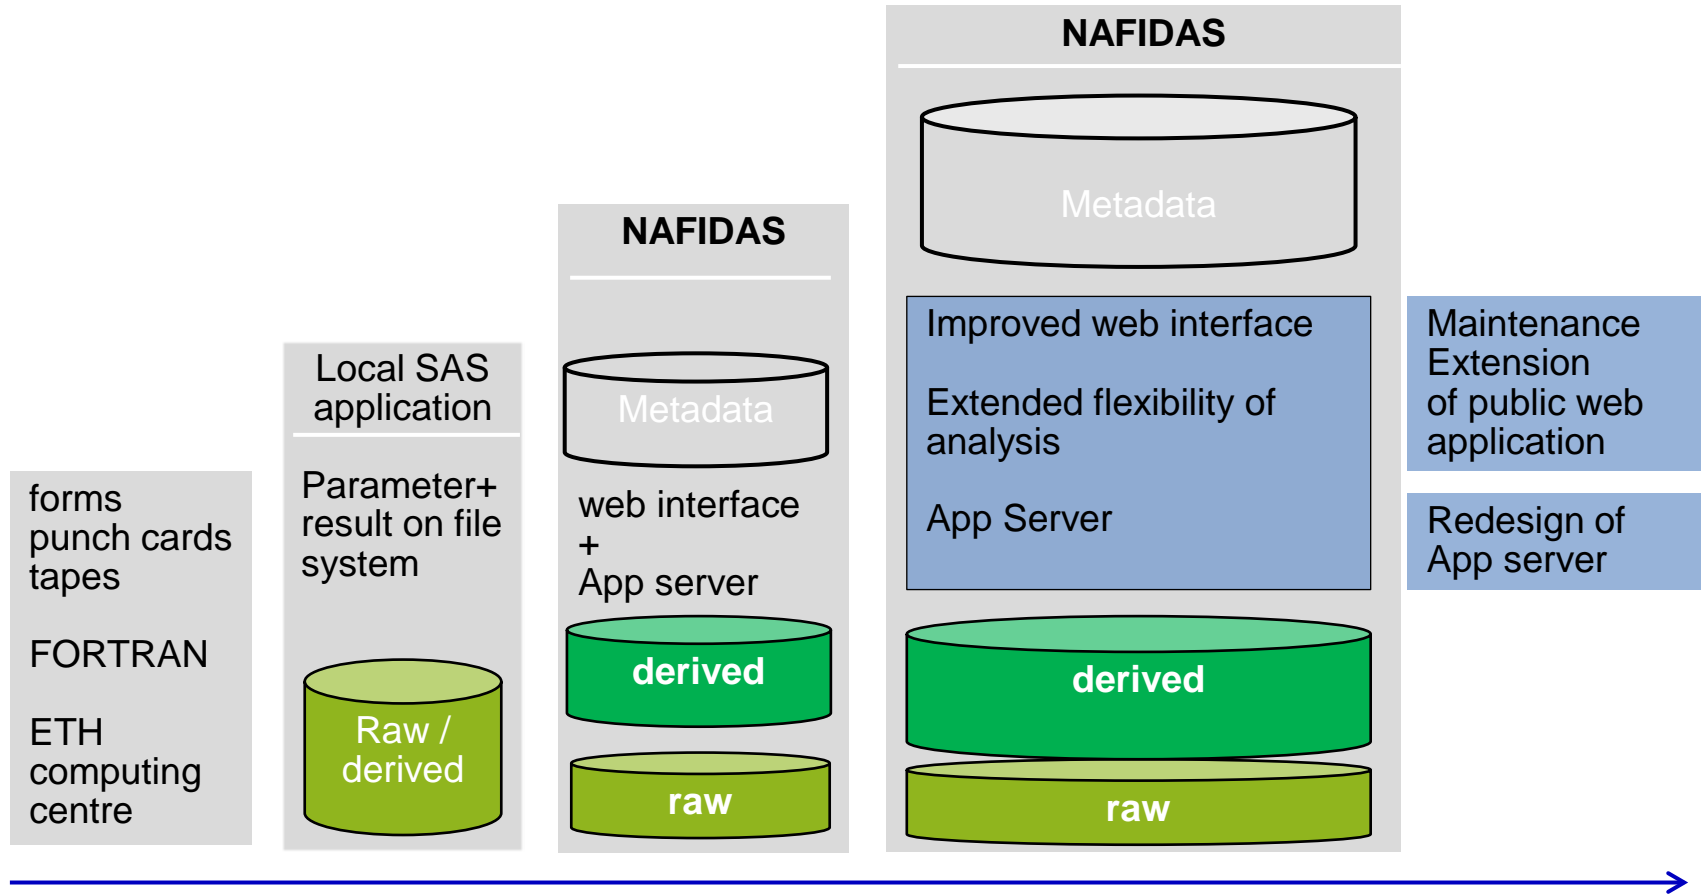 forms
punch cards
tapes
FORTRAN
ETH
computing
centre
Local SAS
application
Parameter+
result on file
system
Raw /
derived
NAFIDAS
Metadata
web interface
+
App server
derived
raw
NAFIDAS
Metadata
Improved web interface
Extended flexibility of
analysis
App Server
derived
raw
Maintenance
Extension
of public web
application
Redesign of
App server